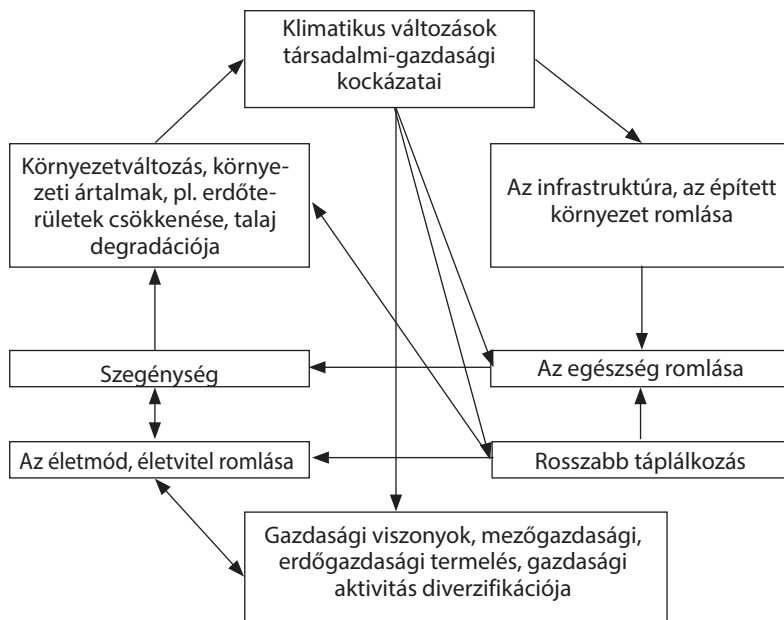 Klimatikus változások
társadalmi-gazdasági
kockázatai
Környezetváltozás, környe-
zeti ártalmak, pl. erdőte-
rületek csökkenése, talaj
degradációja
Az infrastruktúra, az épített
környezet romlása
Szegénység
Az egészség romlása
Az életmód, életvitel romlása
Rosszabb táplálkozás
Gazdasági viszonyok, mezőgazdasági,
erdőgazdasági termelés, gazdasági
aktivitás diverzifikációja